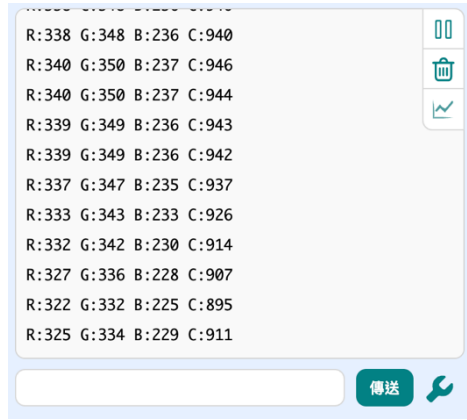 R:338 G:348 B:236 C:940
R:340 G:350 B:237 C:946
R:340 G:350 B:237 C:944
R:339 G:349 B:236 C:943
R:339 G:349 B:236 C:942
R:337 G:347 B:235 C:937
R:333 G:343 B:233 C:926
R:332 G:342 B:230 C:914
R:327 G:336 B:228 C:907
R:322 G:332 B:225 C:895
R:325 G:334 B:229 C:911
傳送